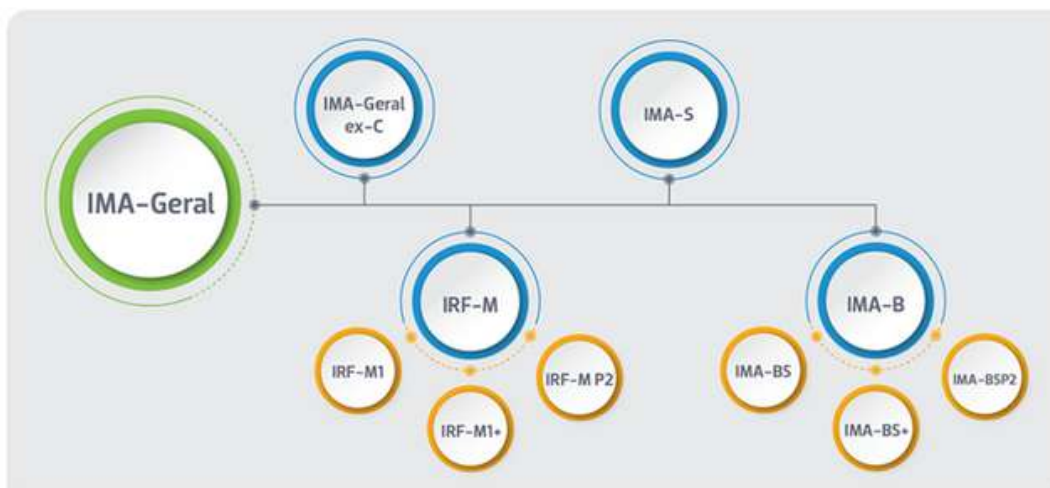 IMA-Geral
ex-C
IMA-S
IMA-Geral
IRF-M
IMA-B
IRF-M1
IRF-M1+
IRF-M P2
IMA-B5
IMA-B5+
IMA-B5P2